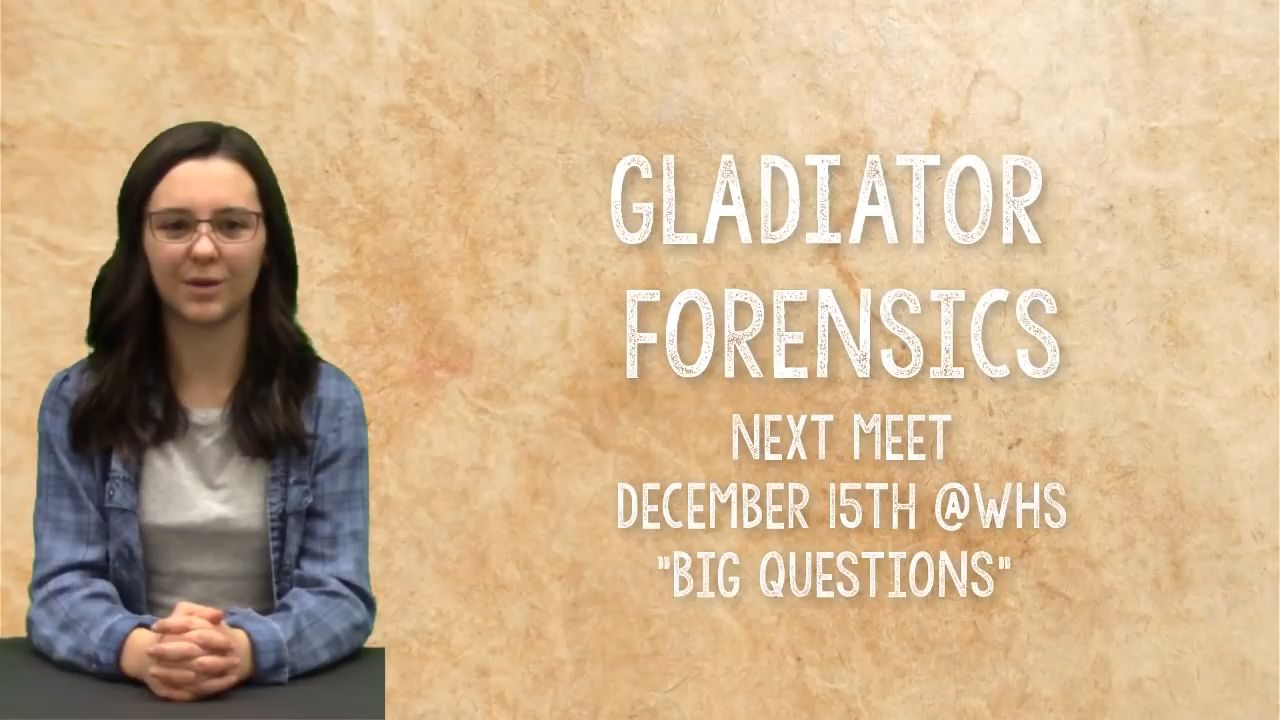 GLADIATOR
FORENSICS
NEXT MEET
DECEMBER 15TH @WHS
"BIG QUESTIONS"